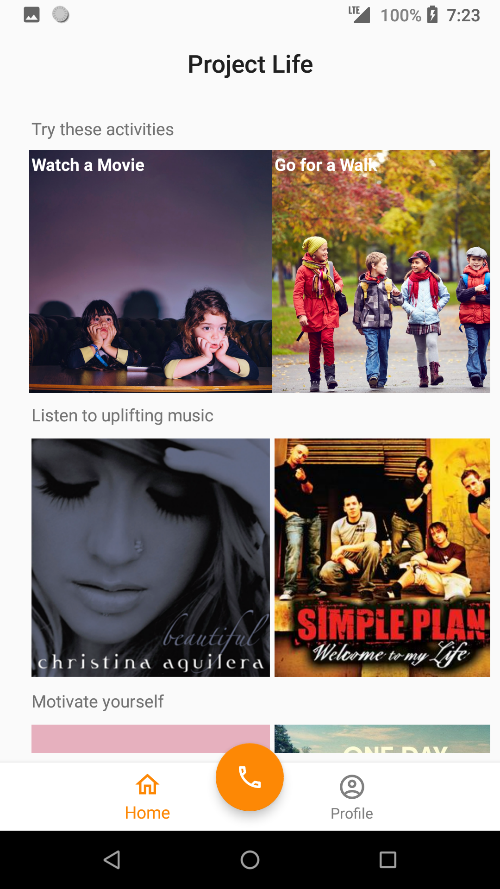 LTE 100% 7:23
Project Life
Try these activities
Watch a Movie
Go for a Walk
Listen to uplifting music
beautiful
christina aguilera
SIMPLE PLAN
Welcome to my Life
Motivate yourself
ONE DAY
Home
Profile